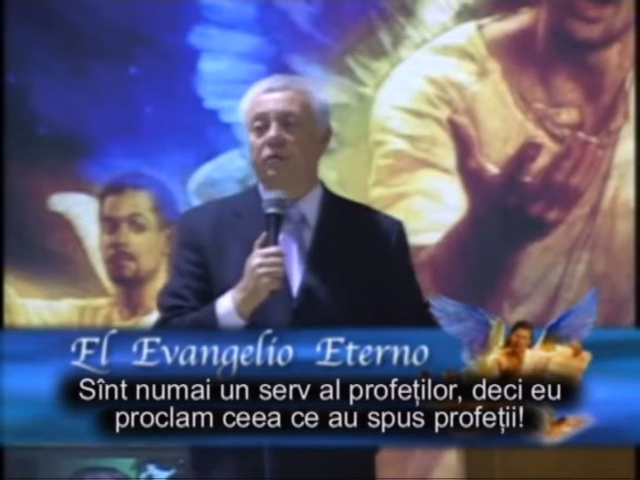 El Evangelio Eterno
Sînt numai un serv al profeților, deci eu
proclam ceea ce au spus profeții!